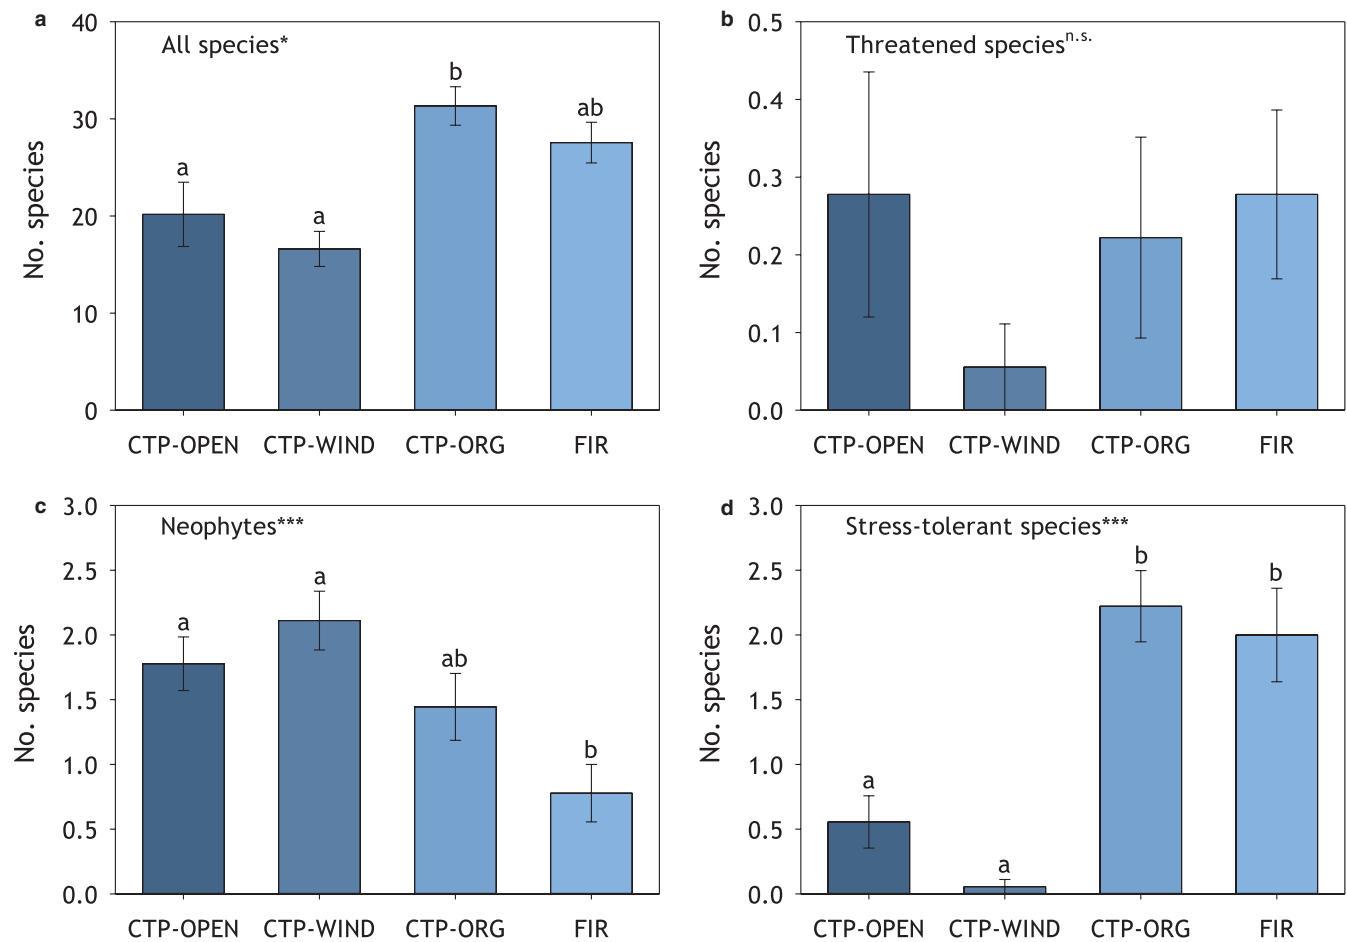 a
All species*
No. species
40
30
20
10
0
a
a
b
ab
CTP-OPEN CTP-WIND CTP-ORG FIR
b
Threatened species^n.s.
No. species
0.5
0.4
0.3
0.2
0.1
0.0
CTP-OPEN CTP-WIND CTP-ORG FIR
c
Neophytes***
No. species
3.0
2.5
2.0
1.5
1.0
0.5
0.0
a
a
ab
b
CTP-OPEN CTP-WIND CTP-ORG FIR
d
Stress-tolerant species***
No. species
3.0
2.5
2.0
1.5
1.0
0.5
0.0
a
a
b
b
CTP-OPEN CTP-WIND CTP-ORG FIR